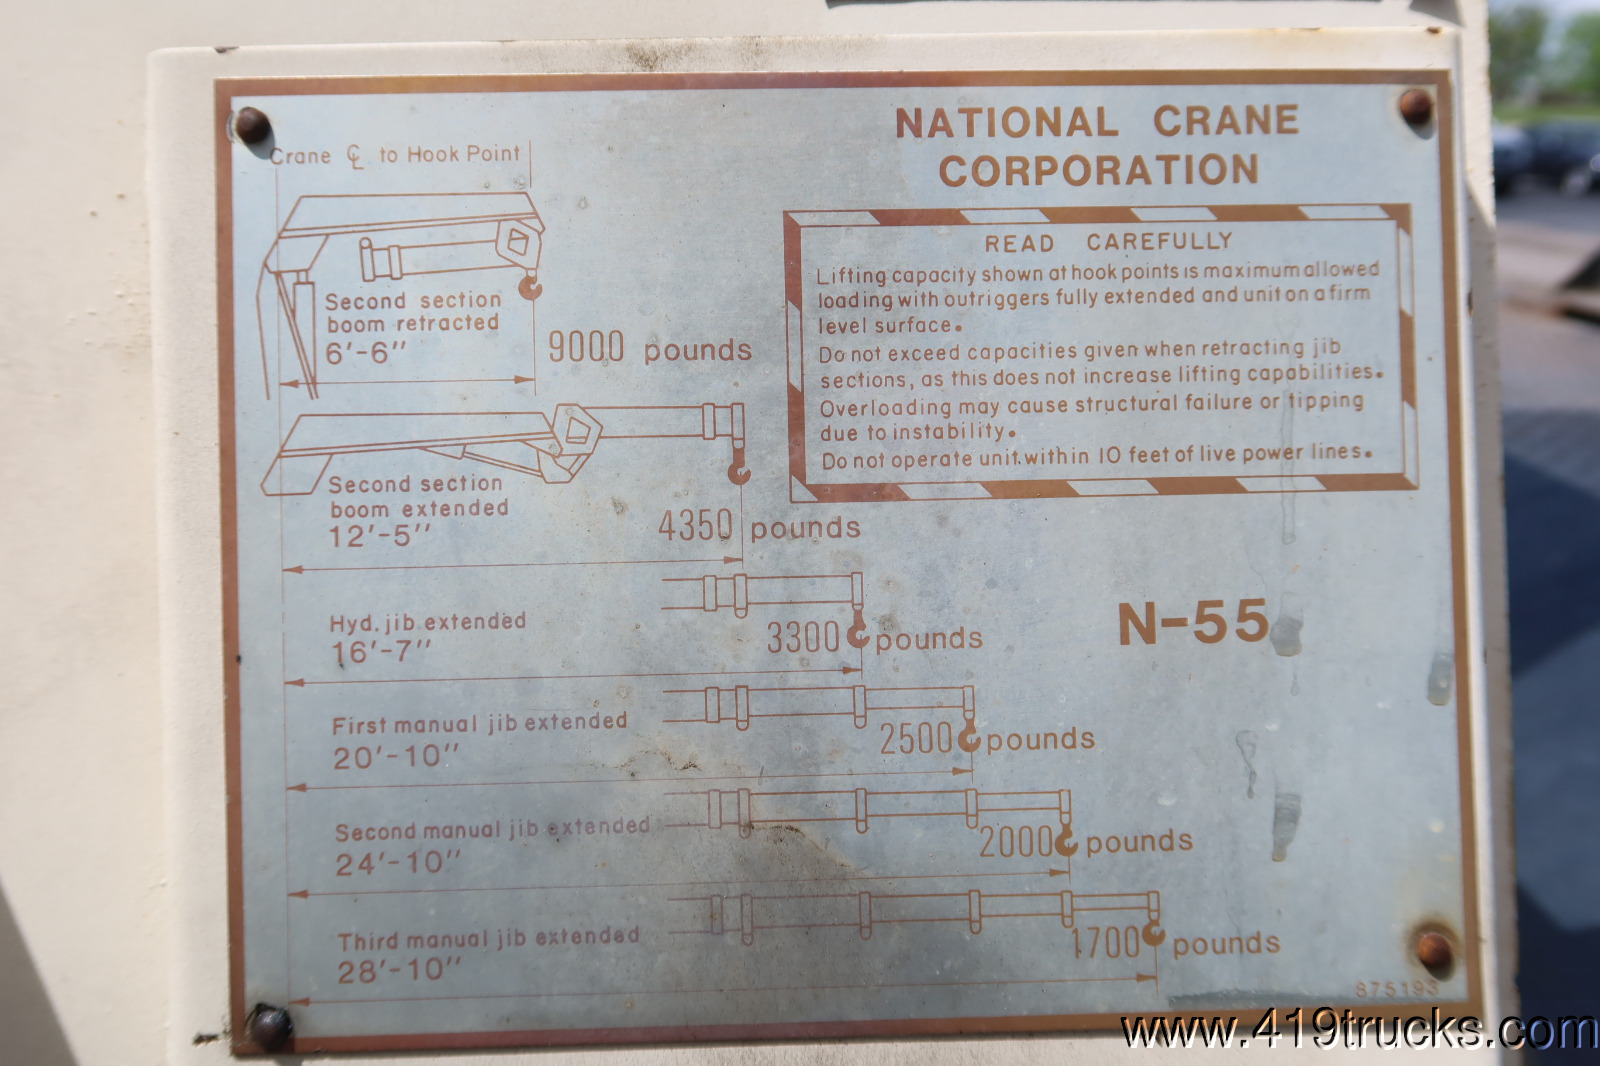 NATIONAL CRANE
CORPORATION
Crane ℄ to Hook Point
Second section
boom retracted
6'-6"
9000 pounds
READ CAREFULLY
Lifting capacity shown at hook points is maximum allowed
loading with outriggers fully extended and unit on a firm
level surface.
Do not exceed capacities given when retracting jib
sections, as this does not increase lifting capabilities.
Overloading may cause structural failure or tipping
due to instability.
Do not operate unit within 10 feet of live power lines.
Second section
boom extended
12'-5"
4350 pounds
Hyd. jib extended
16'-7"
3300 pounds
N-55
First manual jib extended
20'-10"
2500 pounds
Second manual jib extended
24'-10"
2000 pounds
Third manual jib extended
28'-10"
1700 pounds
875193
www.419trucks.com